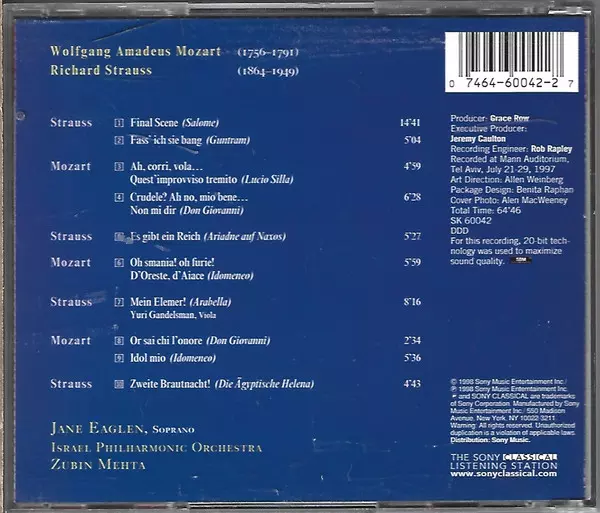 Wolfgang Amadeus Mozart (1756–1791)
Richard Strauss (1864–1949)
Strauss 1 Final Scene (Salome) 14'41
2 Fass' ich sie bang (Guntram) 5'04
Mozart 3 Ah, corri, vola... 4'59
Quest'improvviso tremito (Lucio Silla)
4 Crudele? Ah no, mio bene... 6'28
Non mi dir (Don Giovanni)
Strauss Es gibt ein Reich (Ariadne auf Naxos) 5'27
Mozart 6 Oh smania! oh furie! 5'59
D'Oreste, d'Aiace (Idomeneo)
Strauss 7 Mein Elemer! (Arabella) 8'16
Yuri Gandelsman, Viola
Mozart 8 Or sai chi l'onore (Don Giovanni) 2'34
9 Idol mio (Idomeneo) 5'36
Strauss 10 Zweite Brautnacht! (Die Ägyptische Helena) 4'43
JANE EAGLEN, SOPRANO
ISRAEL PHILHARMONIC ORCHESTRA
ZUBIN MEHTA
0 7464-60042-2 7
Producer: Grace Row
Executive Producer:
Jeremy Caulton
Recording Engineer: Rob Rapley
Recorded at Mann Auditorium,
Tel Aviv, July 21-29, 1997
Art Direction: Allen Weinberg
Package Design: Benita Raphan
Cover Photo: Alen MacWeeney
Total Time: 64'46
SK 60042
DDD
For this recording, 20-bit tech-
nology was used to maximize
sound quality.
© 1998 Sony Music Entertainment Inc./
℗ 1998 Sony Music Entertainment Inc.
and SONY CLASSICAL are trademarks
of Sony Corporation. Manufactured by Sony
Music Entertainment Inc./ 550 Madison
Avenue, New York, NY 10022-3211.
Warning: All rights reserved. Unauthorized
duplication is a violation of applicable laws.
Distribution: Sony Music.
THE SONY CLASSICAL
LISTENING STATION
www.sonyclassical.com